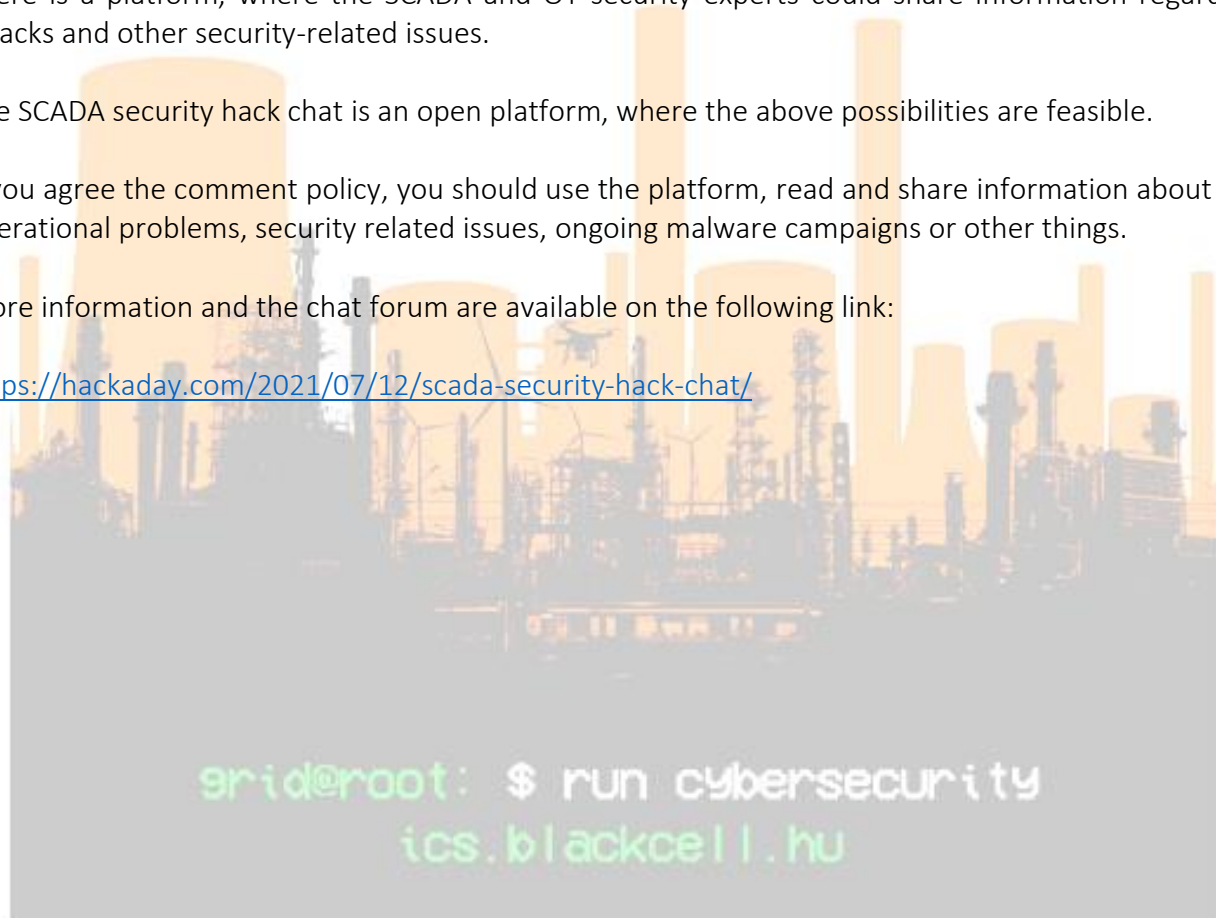 ere is a platform, where the SCADA and OT security experts could share information regard
acks and other security-related issues.
e SCADA security hack chat is an open platform, where the above possibilities are feasible.
you agree the comment policy, you should use the platform, read and share information about
erational problems, security related issues, ongoing malware campaigns or other things.
ore information and the chat forum are available on the following link:
ps://hackaday.com/2021/07/12/scada-security-hack-chat/
grid@root: $ run cybersecurity
ics.blackcell.hu